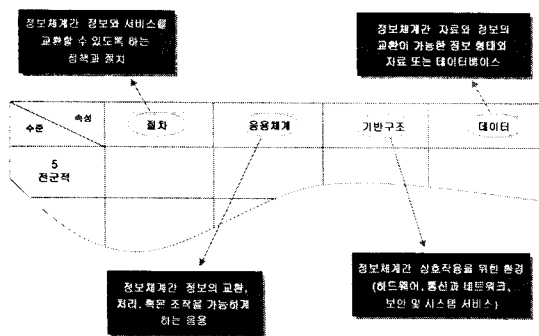 정보체계간 정보와 서비스를
교환할 수 있도록 하는
정책과 절치
정보체계간 자료와 정보의
교환이 가능한 정보 형태와
자료 또는 데이터베이스
속성
수준
절차
응용체계
기반구조
데이터
5
전군적
정보체계간 정보의 교환,
처리, 혹은 조작을 가능하게
하는 응용
정보체계간 상호작용을 위한 환경
(하드웨어, 통신과 네트워크,
보안 및 시스템 서비스)